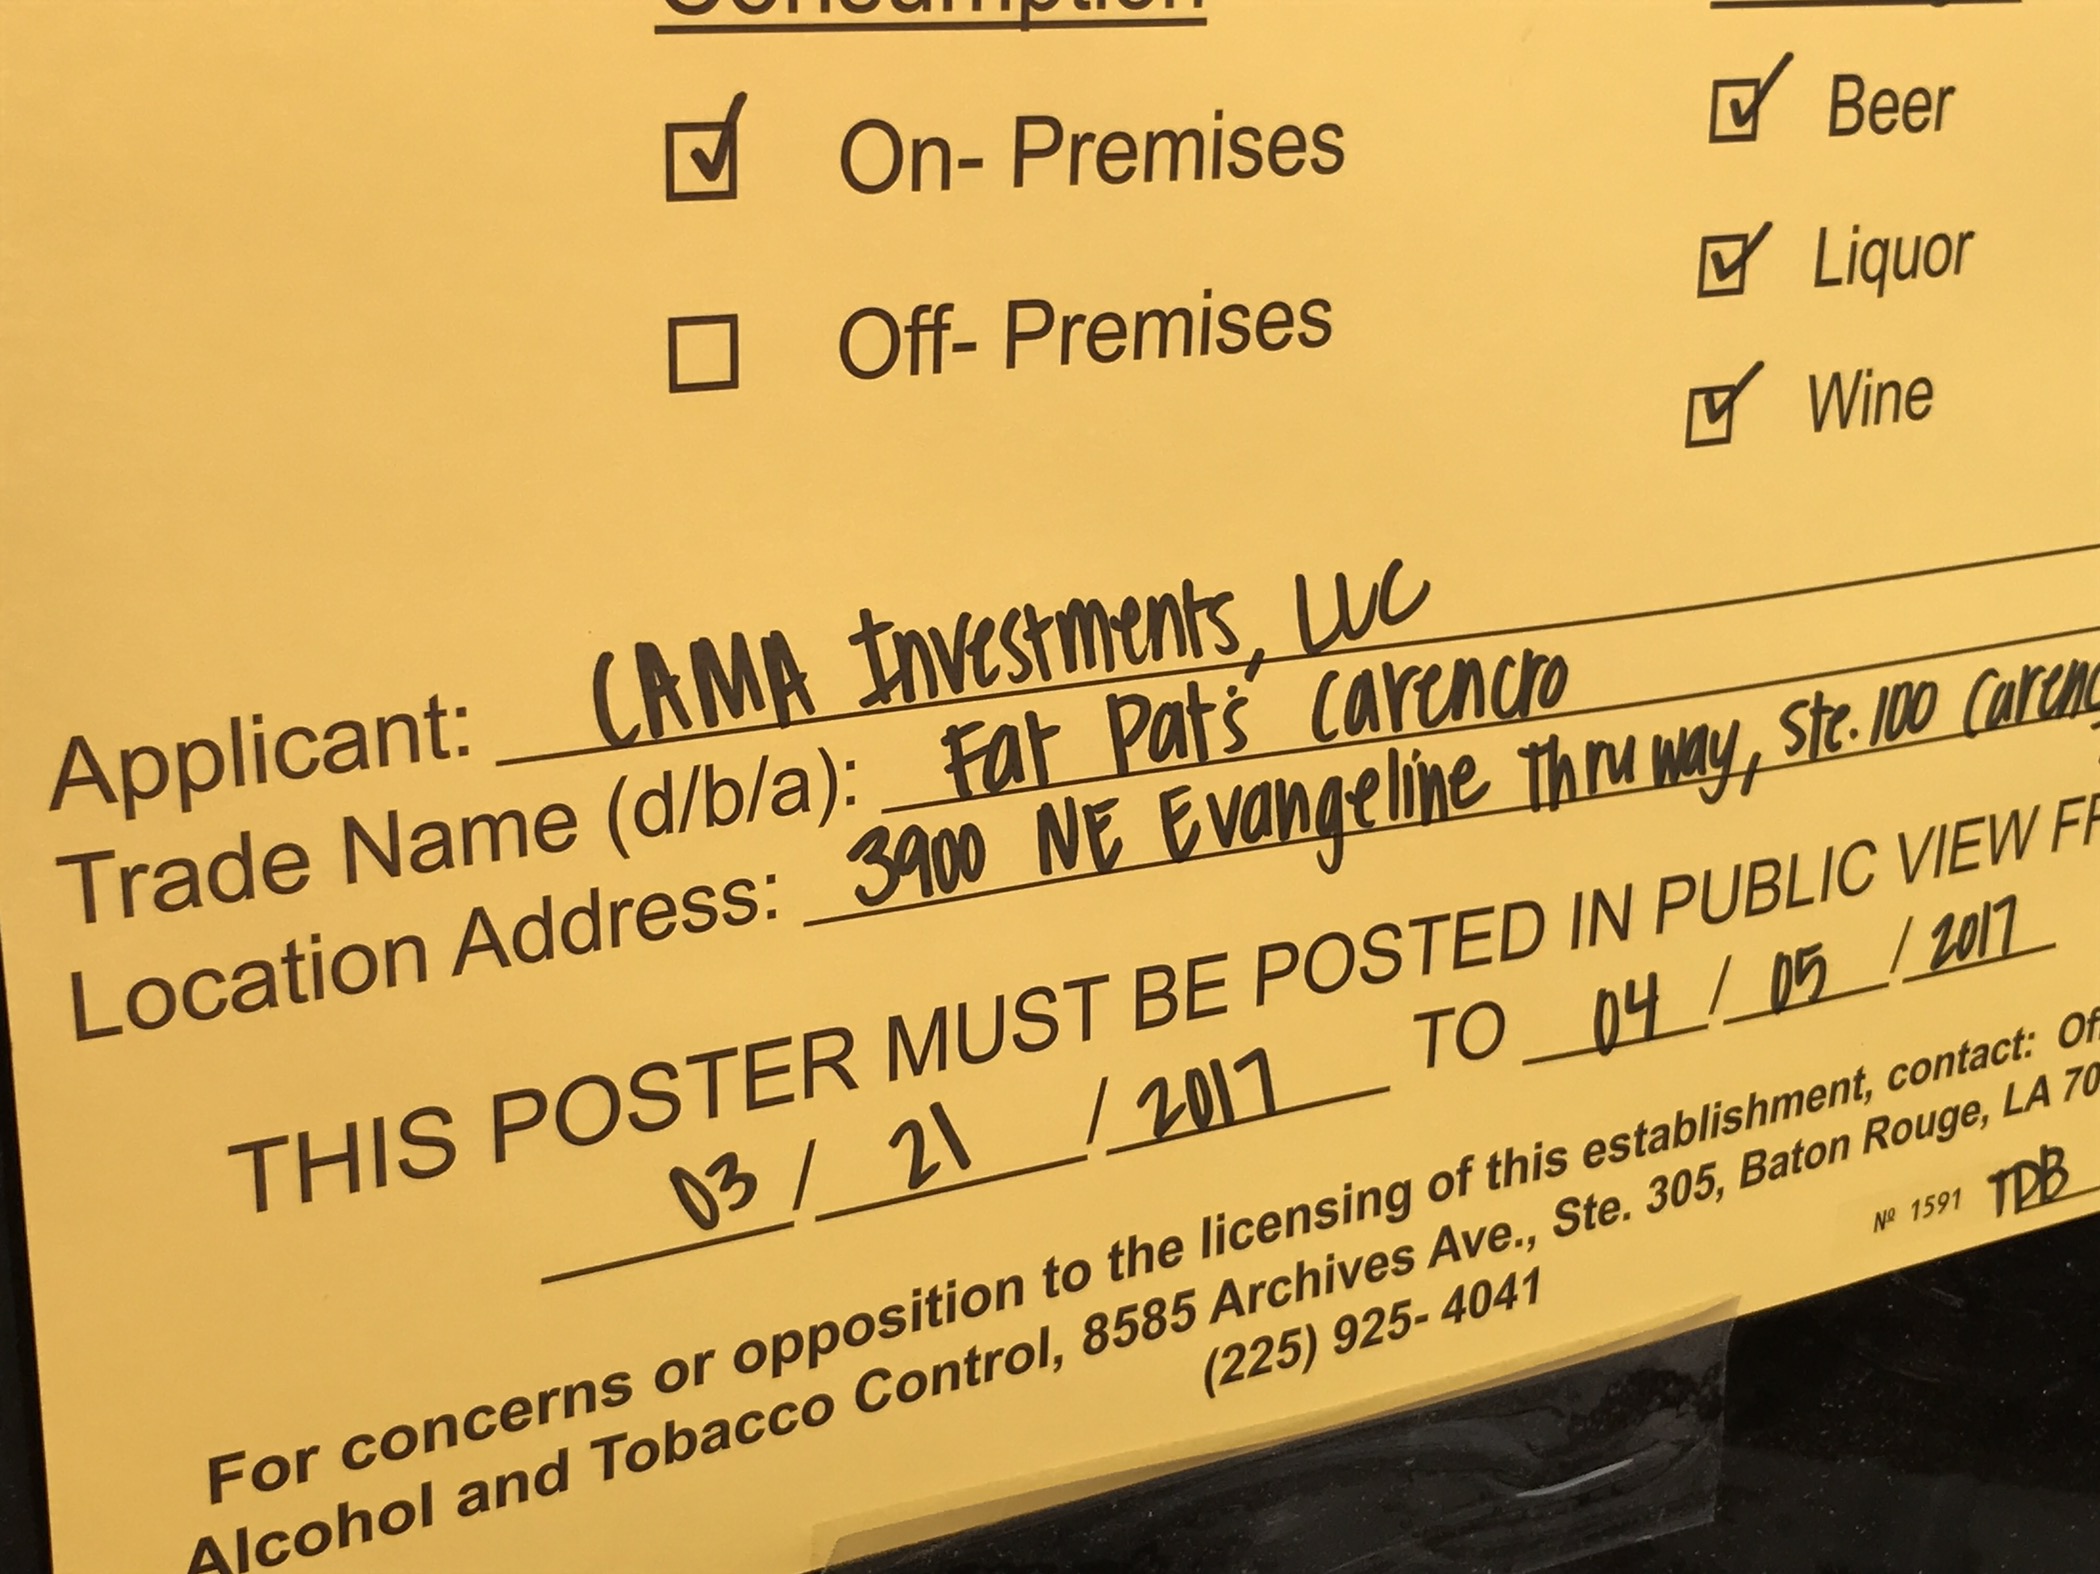 Consumption
On- Premises
Off- Premises
Beer
Liquor
Wine
Applicant: CAMA Investments, LLC
Trade Name (d/b/a): Fat Pat's Carencro
Location Address: 3900 NE Evangeline Thruway, Ste. 100
THIS POSTER MUST BE POSTED IN PUBLIC VIEW
03 / 21 / 2017 TO 04 / 05 / 2017
For concerns or opposition to the licensing of this establishment, contact:
Alcohol and Tobacco Control, 8585 Archives Ave., Ste. 305, Baton Rouge, LA
(225) 925- 4041
Nº 1591 TDB